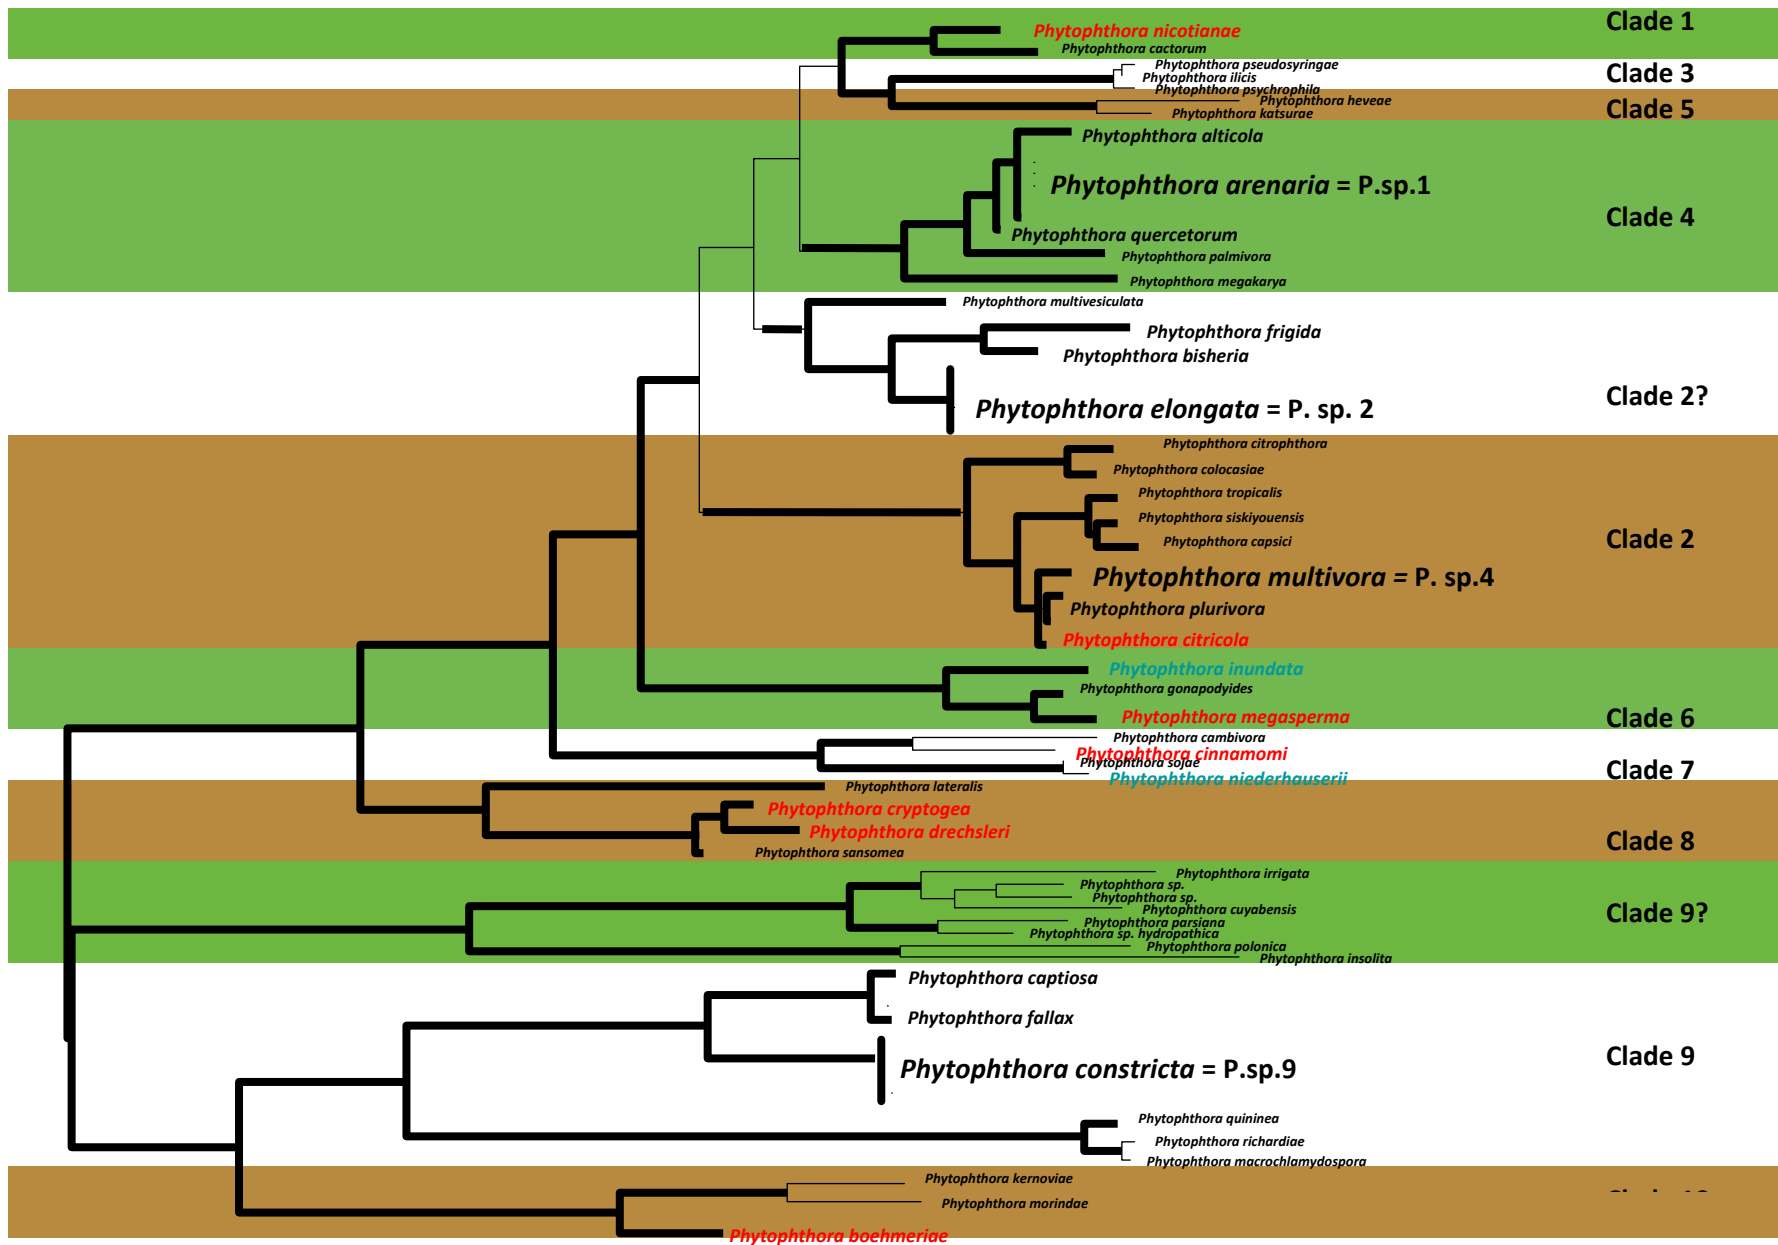 Clade 1
Phytophthora nicotianae
Phytophthora cactorum
Phytophthora pseudosyringae
Clade 3
Phytophthora ilicis
Phytophthora psychrophila
Phytophthora heveae
Clade 5
Phytophthora katsurae
Phytophthora alticola
Phytophthora arenaria = P.sp.1
Clade 4
Phytophthora quercetorum
Phytophthora palmivora
Phytophthora megakarya
Phytophthora multivesiculata
Phytophthora frigida
Phytophthora bisheria
Clade 2?
Phytophthora elongata = P. sp. 2
Phytophthora citrophthora
Phytophthora colocasiae
Phytophthora tropicalis
Phytophthora siskiyouensis
Clade 2
Phytophthora capsici
Phytophthora multivora = P. sp.4
Phytophthora plurivora
Phytophthora citricola
Phytophthora inundata
Phytophthora gonapodyides
Phytophthora megasperma
Clade 6
Phytophthora cambivora
Phytophthora cinnamomi
Phytophthora sojae
Clade 7
Phytophthora niederhauserii
Phytophthora lateralis
Phytophthora cryptogea
Phytophthora drechsleri
Clade 8
Phytophthora sansomea
Phytophthora irrigata
Phytophthora sp.
Phytophthora sp.
Phytophthora cuyabensis
Clade 9?
Phytophthora parsiana
Phytophthora sp. hydropathica
Phytophthora polonica
Phytophthora insolita
Phytophthora captiosa
Phytophthora fallax
Clade 9
Phytophthora constricta = P.sp.9
Phytophthora quininea
Phytophthora richardiae
Phytophthora macrochlamydospora
Phytophthora kernoviae
Phytophthora morindae
Phytophthora boehmeriae